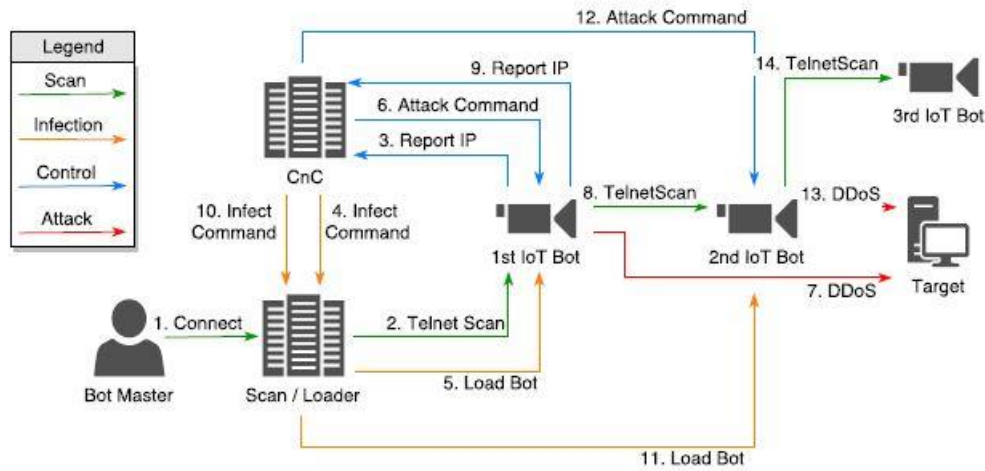 12. Attack Command
Legend
Scan
Infection
Control
Attack
9. Report IP
6. Attack Command
3. Report IP
CnC
14. TelnetScan
3rd IoT Bot
8. TelnetScan
13. DDoS
10. Infect
Command
4. Infect
Command
1st IoT Bot
2nd IoT Bot
7. DDoS
Target
1. Connect
2. Telnet Scan
5. Load Bot
Bot Master
Scan / Loader
11. Load Bot